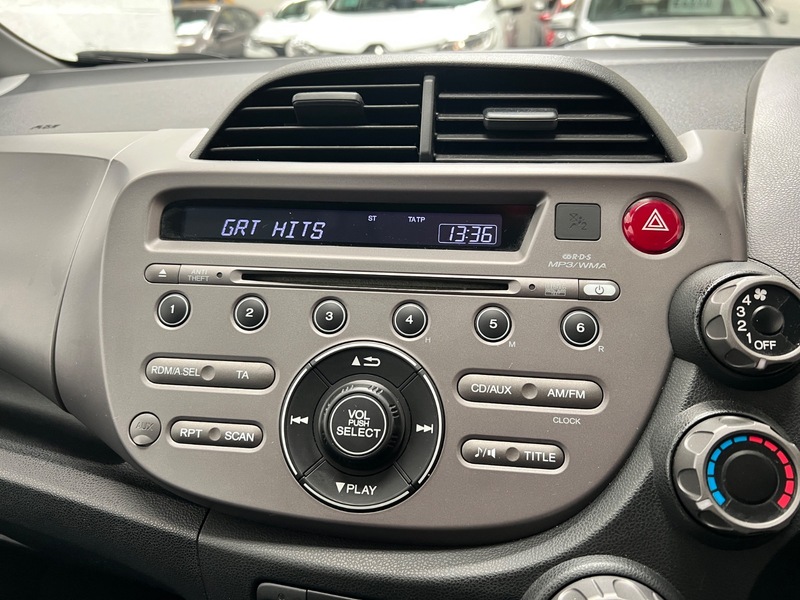 GRT HITS ST TA TP 13:36
R·D·S
MP3/WMA
ANTI THEFT
1 2 3 4 5 6
H M R
RDM/A.SEL TA
CD/AUX AM/FM
CLOCK
AUX
RPT SCAN
VOL
PUSH
SELECT
TITLE
▼PLAY
4
3
2
1 OFF